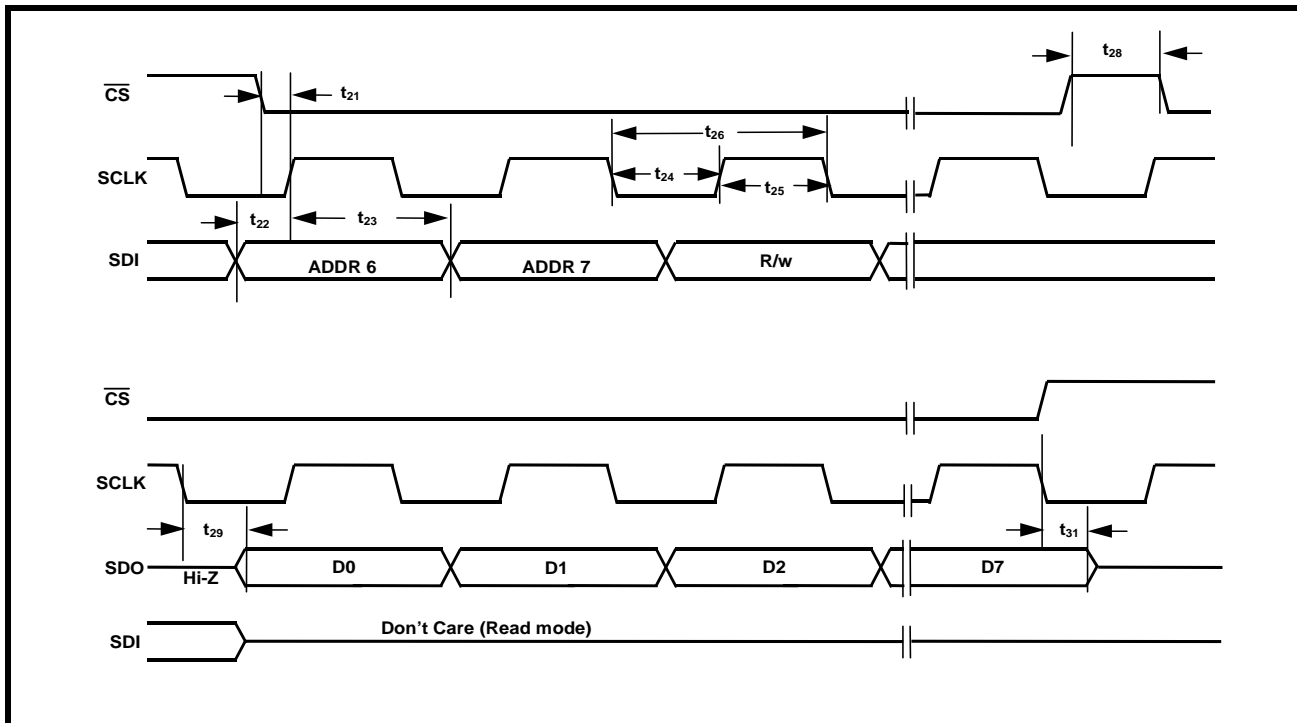 t28
CS
t21
t26
SCLK
t24
t25
t22
t23
SDI
ADDR 6
ADDR 7
R/w
CS
SCLK
t29
t31
SDO
Hi-Z
D0
D1
D2
D7
Don't Care (Read mode)
SDI